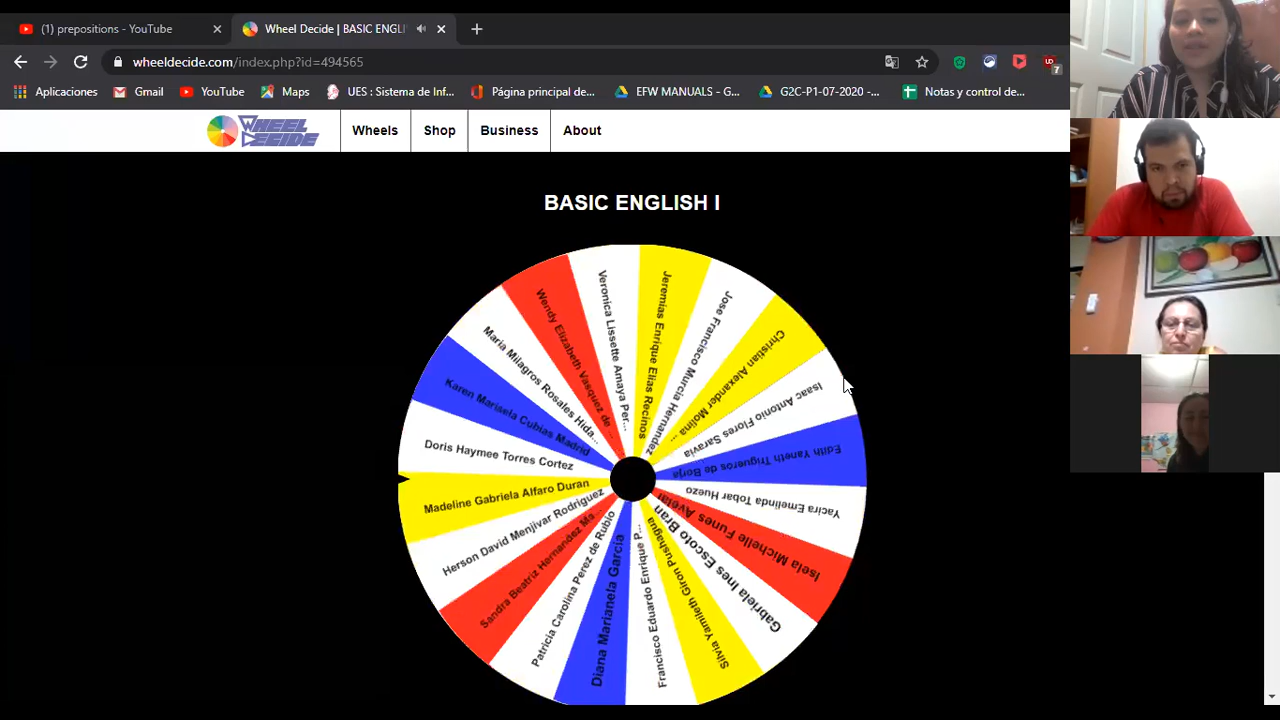 (1) prepositions - YouTube
Wheel Decide | BASIC ENGLI
wheeldecide.com/index.php?id=494565
7
Aplicaciones
Gmail
YouTube
Maps
UES : Sistema de Inf...
Página principal de...
EFW MANUALS - G...
G2C-P1-07-2020 -...
Notas y control de...
WHEEL DECIDE
Wheels
Shop
Business
About
BASIC ENGLISH I
Jeremias Enrique Elias Recinos
Jose Francisco Murcia Hernandez
Christian Alexander Molina ...
Isaac Antonio Flores Saravia
Edith Yaneth Trigueros de Borja
Yacira Emelinda Tobar Huezo
Isela Michelle Funes Avelar
Gabriela Ines Escoto Bran
Silvia Yamileth Giron Pushagua
Francisco Eduardo Enrique P...
Diana Marianela Garcia
Patricia Carolina Perez de Rubio
Sandra Beatriz Hernandez Ma...
Herson David Menjivar Rodriguez
Madeline Gabriela Alfaro Duran
Doris Haymee Torres Cortez
Karen Marisela Cubias Madrid
Maria Milagros Rosales Hida...
Wendy Elizabeth Vasquez de ...
Veronica Lissette Amaya Per...